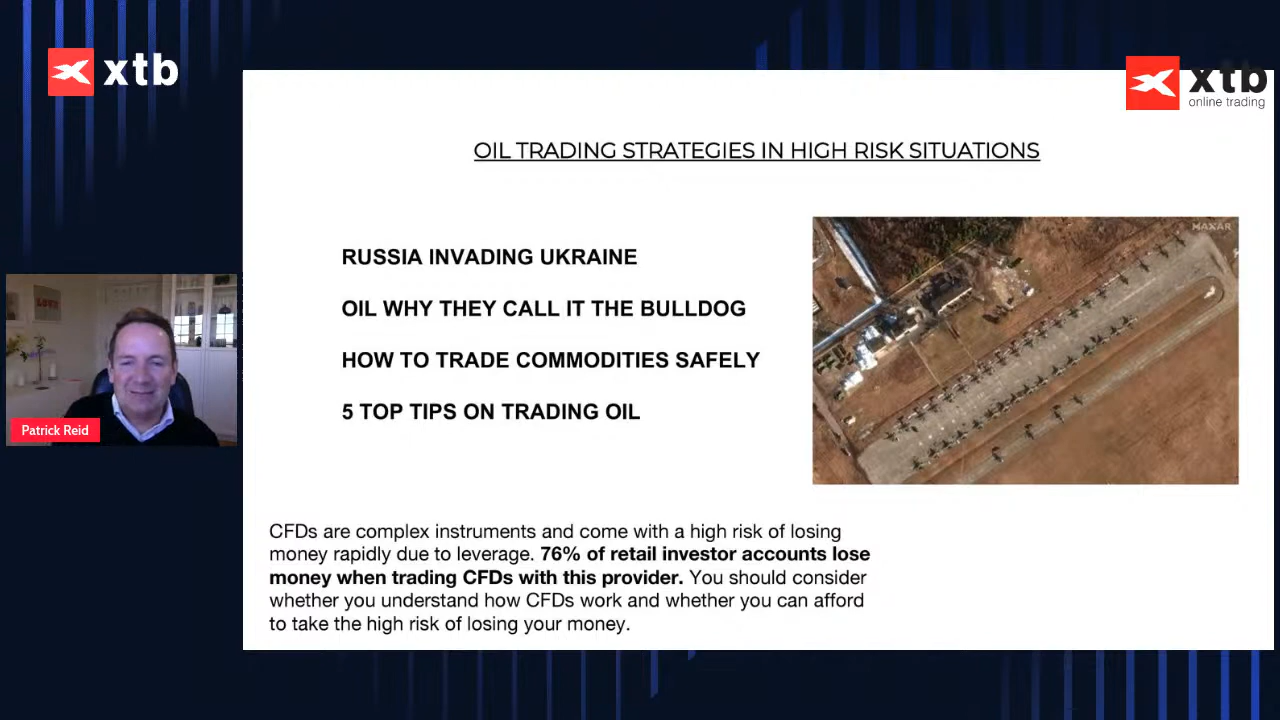 xtb
xtb
online trading
OIL TRADING STRATEGIES IN HIGH RISK SITUATIONS
RUSSIA INVADING UKRAINE
OIL WHY THEY CALL IT THE BULLDOG
HOW TO TRADE COMMODITIES SAFELY
5 TOP TIPS ON TRADING OIL
MAXAR
Patrick Reid
CFDs are complex instruments and come with a high risk of losing
money rapidly due to leverage. 76% of retail investor accounts lose
money when trading CFDs with this provider. You should consider
whether you understand how CFDs work and whether you can afford
to take the high risk of losing your money.